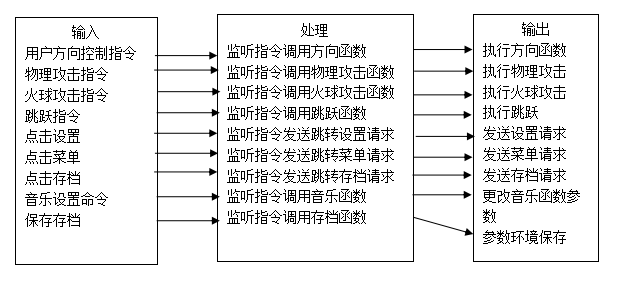 输入
用户方向控制指令
物理攻击指令
火球攻击指令
跳跃指令
点击设置
点击菜单
点击存档
音乐设置命令
保存存档
处理
监听指令调用方向函数
监听指令调用物理攻击函数
监听指令调用火球攻击函数
监听指令调用跳跃函数
监听指令发送跳转设置请求
监听指令发送跳转菜单请求
监听指令发送跳转存档请求
监听指令调用音乐函数
监听指令调用存档函数
输出
执行方向函数
执行物理攻击
执行火球攻击
执行跳跃
发送设置请求
发送菜单请求
发送存档请求
更改音乐函数参
数
参数环境保存